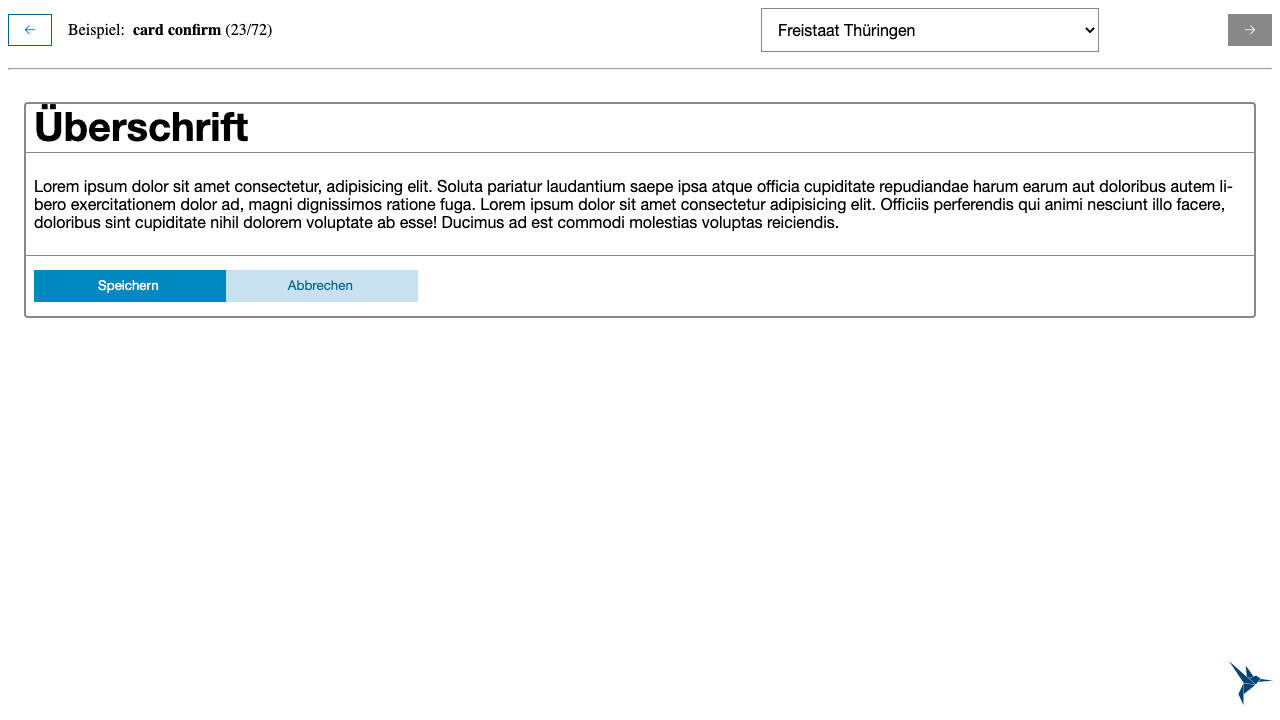 ← Beispiel: card confirm (23/72) Freistaat Thüringen →
Überschrift
Lorem ipsum dolor sit amet consectetur, adipisicing elit. Soluta pariatur laudantium saepe ipsa atque officia cupiditate repudiandae harum earum aut doloribus autem li-
bero exercitationem dolor ad, magni dignissimos ratione fuga. Lorem ipsum dolor sit amet consectetur adipisicing elit. Officiis perferendis qui animi nesciunt illo facere,
doloribus sint cupiditate nihil dolorem voluptate ab esse! Ducimus ad est commodi molestias voluptas reiciendis.
Speichern Abbrechen